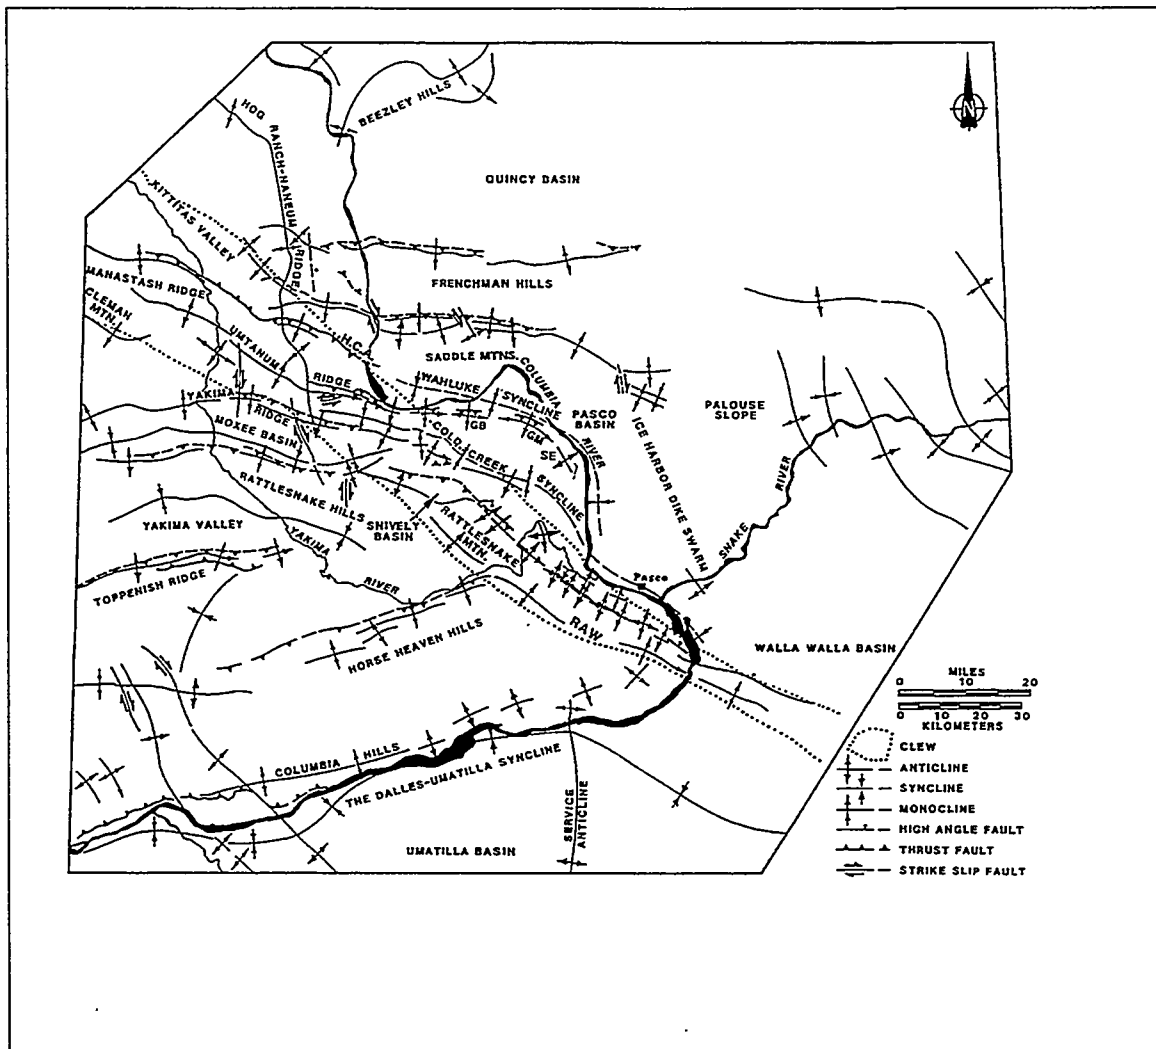 BEEZLEY HILLS
N
HOG RANCH-NANEUM RIDGE
QUINCY BASIN
KITTITAS VALLEY
FRENCHMAN HILLS
MANASTASH RIDGE
CLEMAN MTN.
UMTANUM RIDGE
H.C.A.
SADDLE MTNS.
COLUMBIA RIVER
WAHLUKE SYNCLINE
YAKIMA RIDGE
GB
GM
SE
PASCO BASIN
PALOUSE SLOPE
MOXEE BASIN
COLD CREEK SYNCLINE
ICE HARBOR DIKE SWARM
SNAKE RIVER
RATTLESNAKE HILLS
YAKIMA VALLEY
SNIVELY BASIN
RATTLESNAKE MTN.
YAKIMA RIVER
TOPPENISH RIDGE
Pasco
RAW
HORSE HEAVEN HILLS
WALLA WALLA BASIN
COLUMBIA HILLS
THE DALLES-UMATILLA SYNCLINE
SERVICE ANTICLINE
UMATILLA BASIN
MILES
0 10 20
0 10 20 30
KILOMETERS
CLEW
ANTICLINE
SYNCLINE
MONOCLINE
HIGH ANGLE FAULT
THRUST FAULT
STRIKE SLIP FAULT